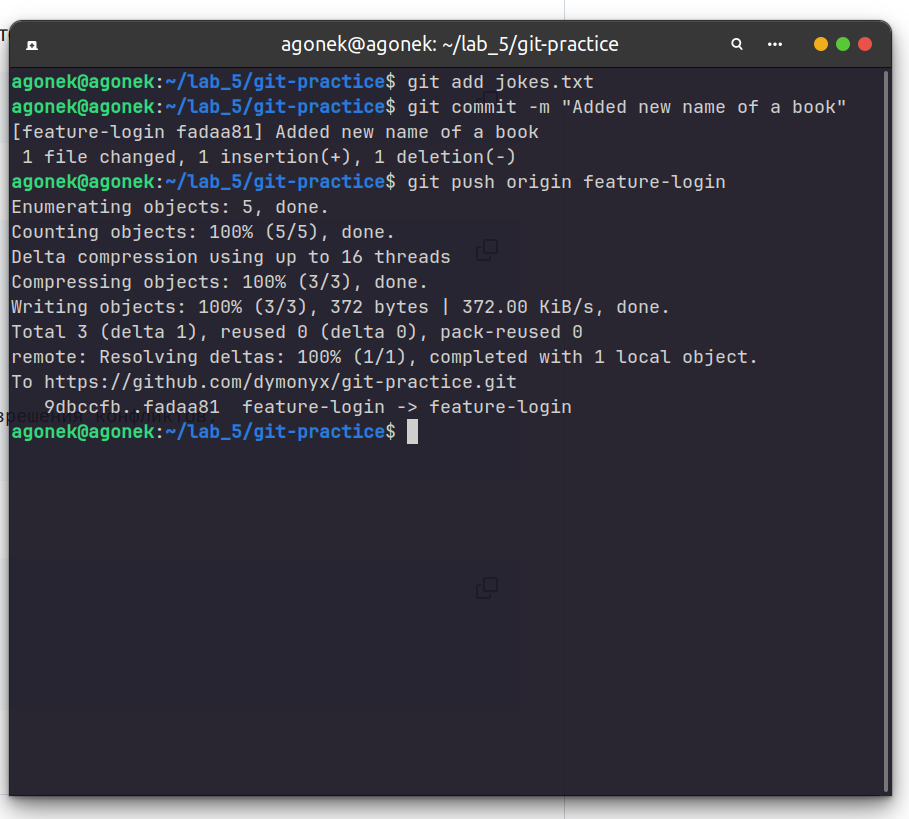 agonek@agonek: ~/lab_5/git-practice
agonek@agonek:~/lab_5/git-practice$ git add jokes.txt
agonek@agonek:~/lab_5/git-practice$ git commit -m "Added new name of a book"
[feature-login fadaa81] Added new name of a book
 1 file changed, 1 insertion(+), 1 deletion(-)
agonek@agonek:~/lab_5/git-practice$ git push origin feature-login
Enumerating objects: 5, done.
Counting objects: 100% (5/5), done.
Delta compression using up to 16 threads
Compressing objects: 100% (3/3), done.
Writing objects: 100% (3/3), 372 bytes | 372.00 KiB/s, done.
Total 3 (delta 1), reused 0 (delta 0), pack-reused 0
remote: Resolving deltas: 100% (1/1), completed with 1 local object.
To https://github.com/dymonyx/git-practice.git
   9dbccfb..fadaa81  feature-login -> feature-login
конфликтов.
agonek@agonek:~/lab_5/git-practice$